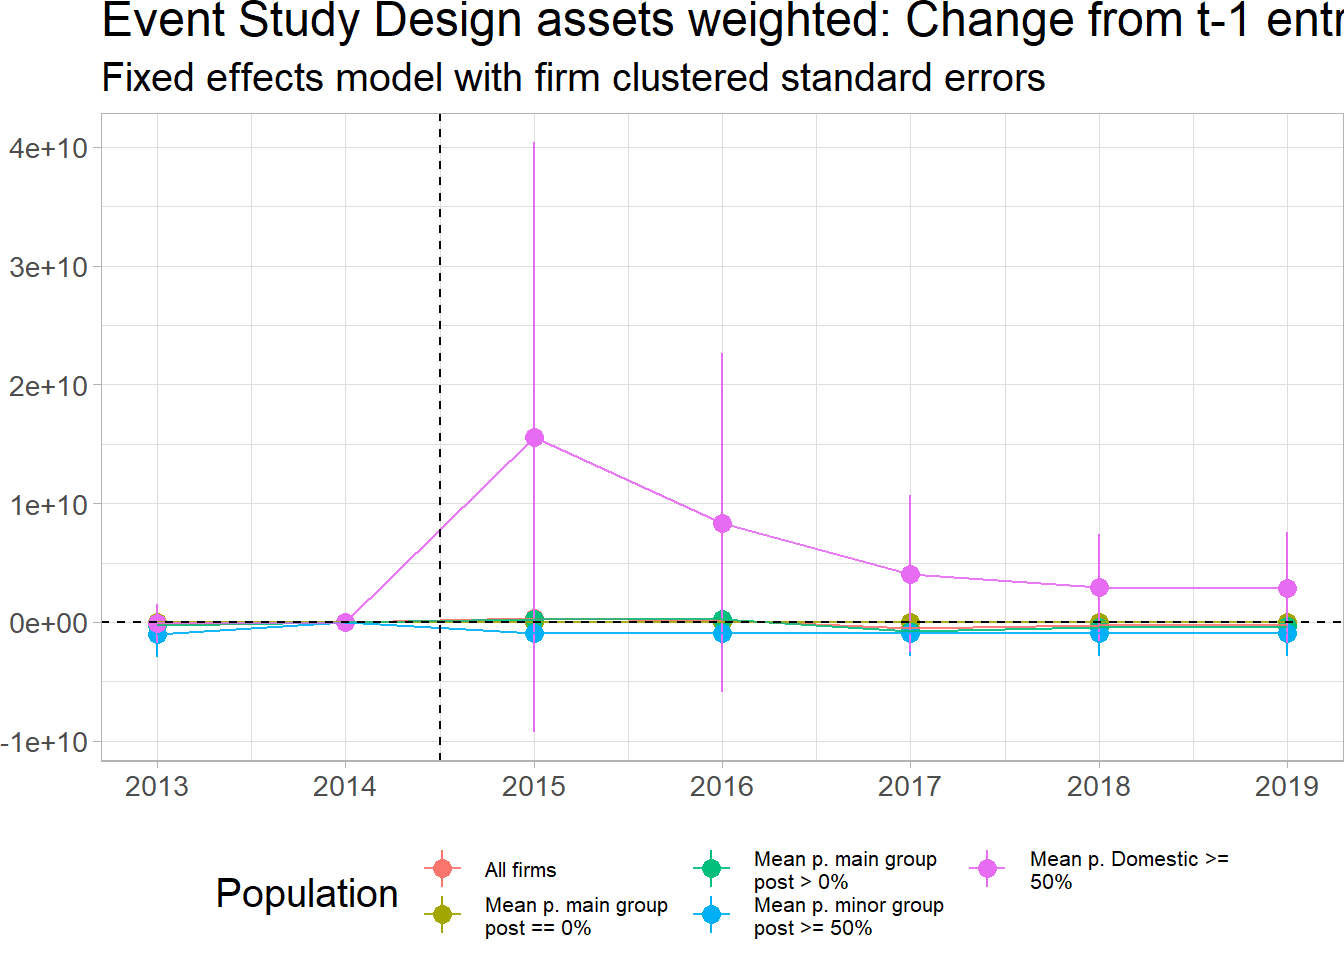 Event Study Design assets weighted: Change from t-1 entr
Fixed effects model with firm clustered standard errors
4e+10
3e+10
2e+10
1e+10
0e+00
-1e+10
2013 2014 2015 2016 2017 2018 2019
Population
All firms
Mean p. main group
post == 0%
Mean p. main group
post > 0%
Mean p. minor group
post >= 50%
Mean p. Domestic >=
50%